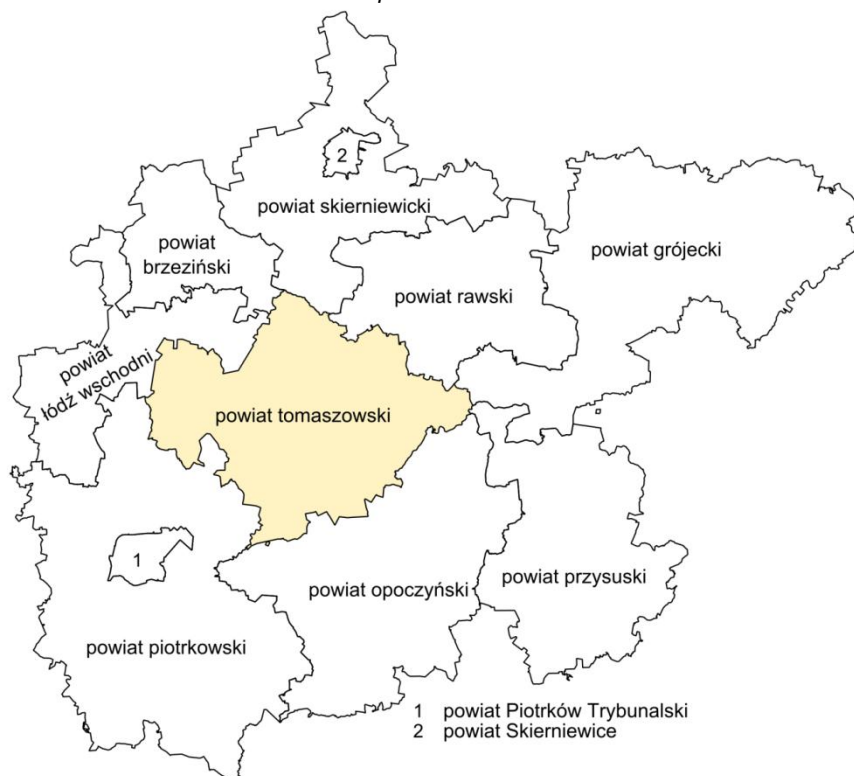 2
powiat skierniewicki
powiat
brzeziński
powiat grójecki
powiat rawski
powiat
łódź wschodni
powiat tomaszowski
1
powiat opoczyński
powiat przysuski
powiat piotrkowski
1 powiat Piotrków Trybunalski
2 powiat Skierniewice